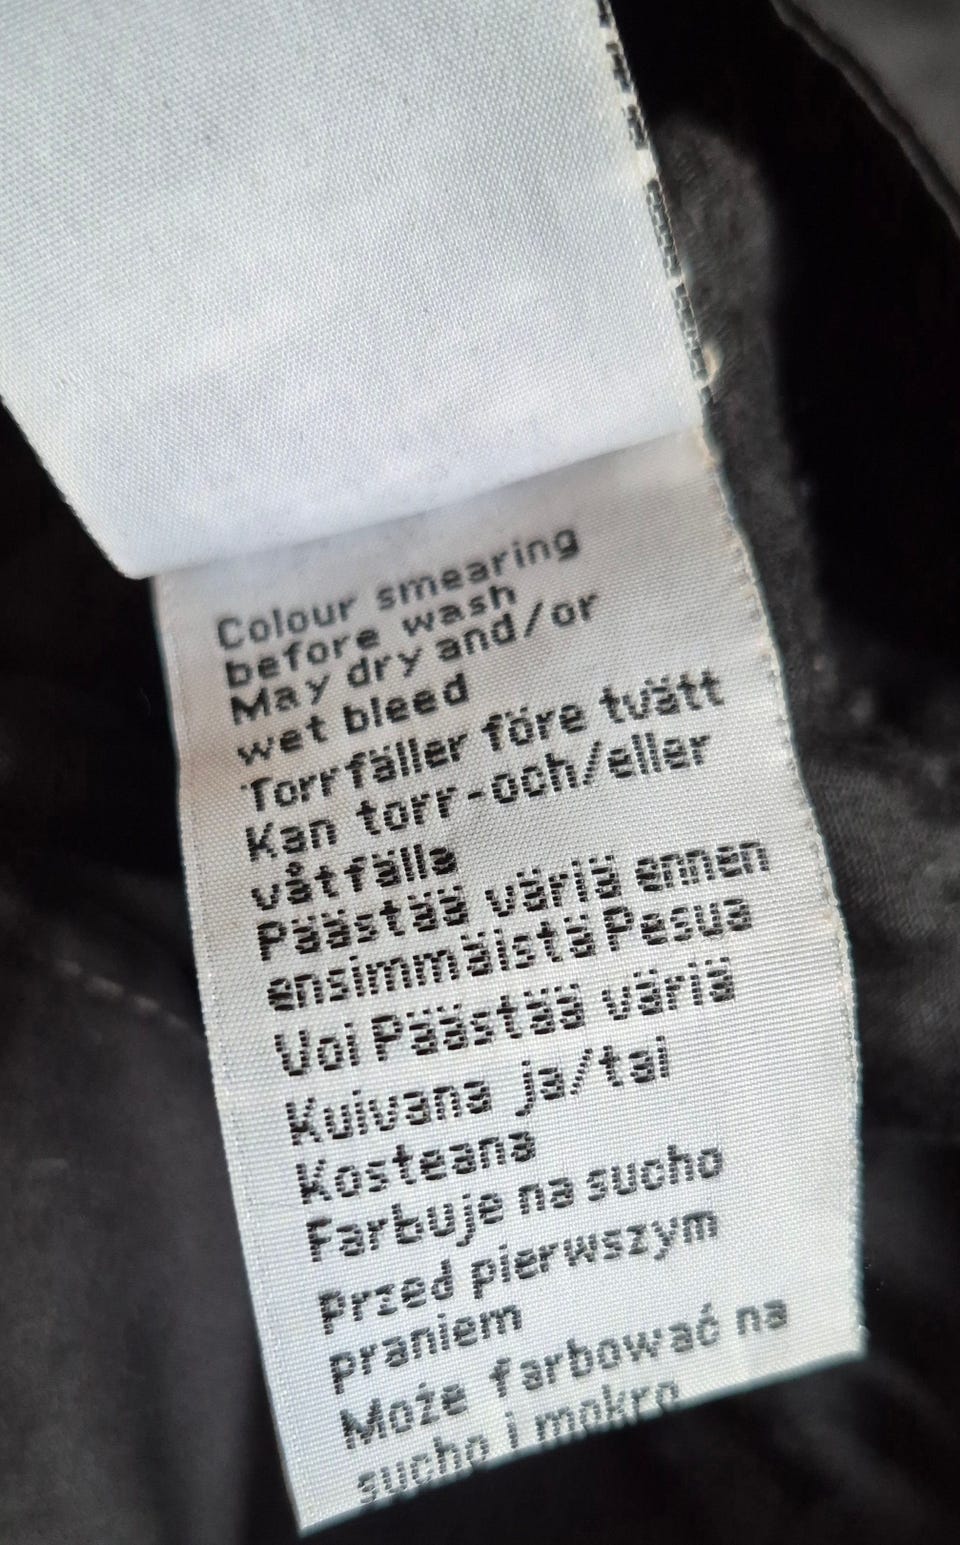 Colour smearing
before wash
May dry and/or
wet bleed
Torrfäller före tvätt
Kan torr-och/eller
våtfälla
Päästää väriä ennen
ensimmäistä Pesua
Voi Päästää väriä
Kuivana ja/tai
Kosteana
Farbuje na sucho
Przed pierwszym
praniem
Może farbować na
sucho i mokro